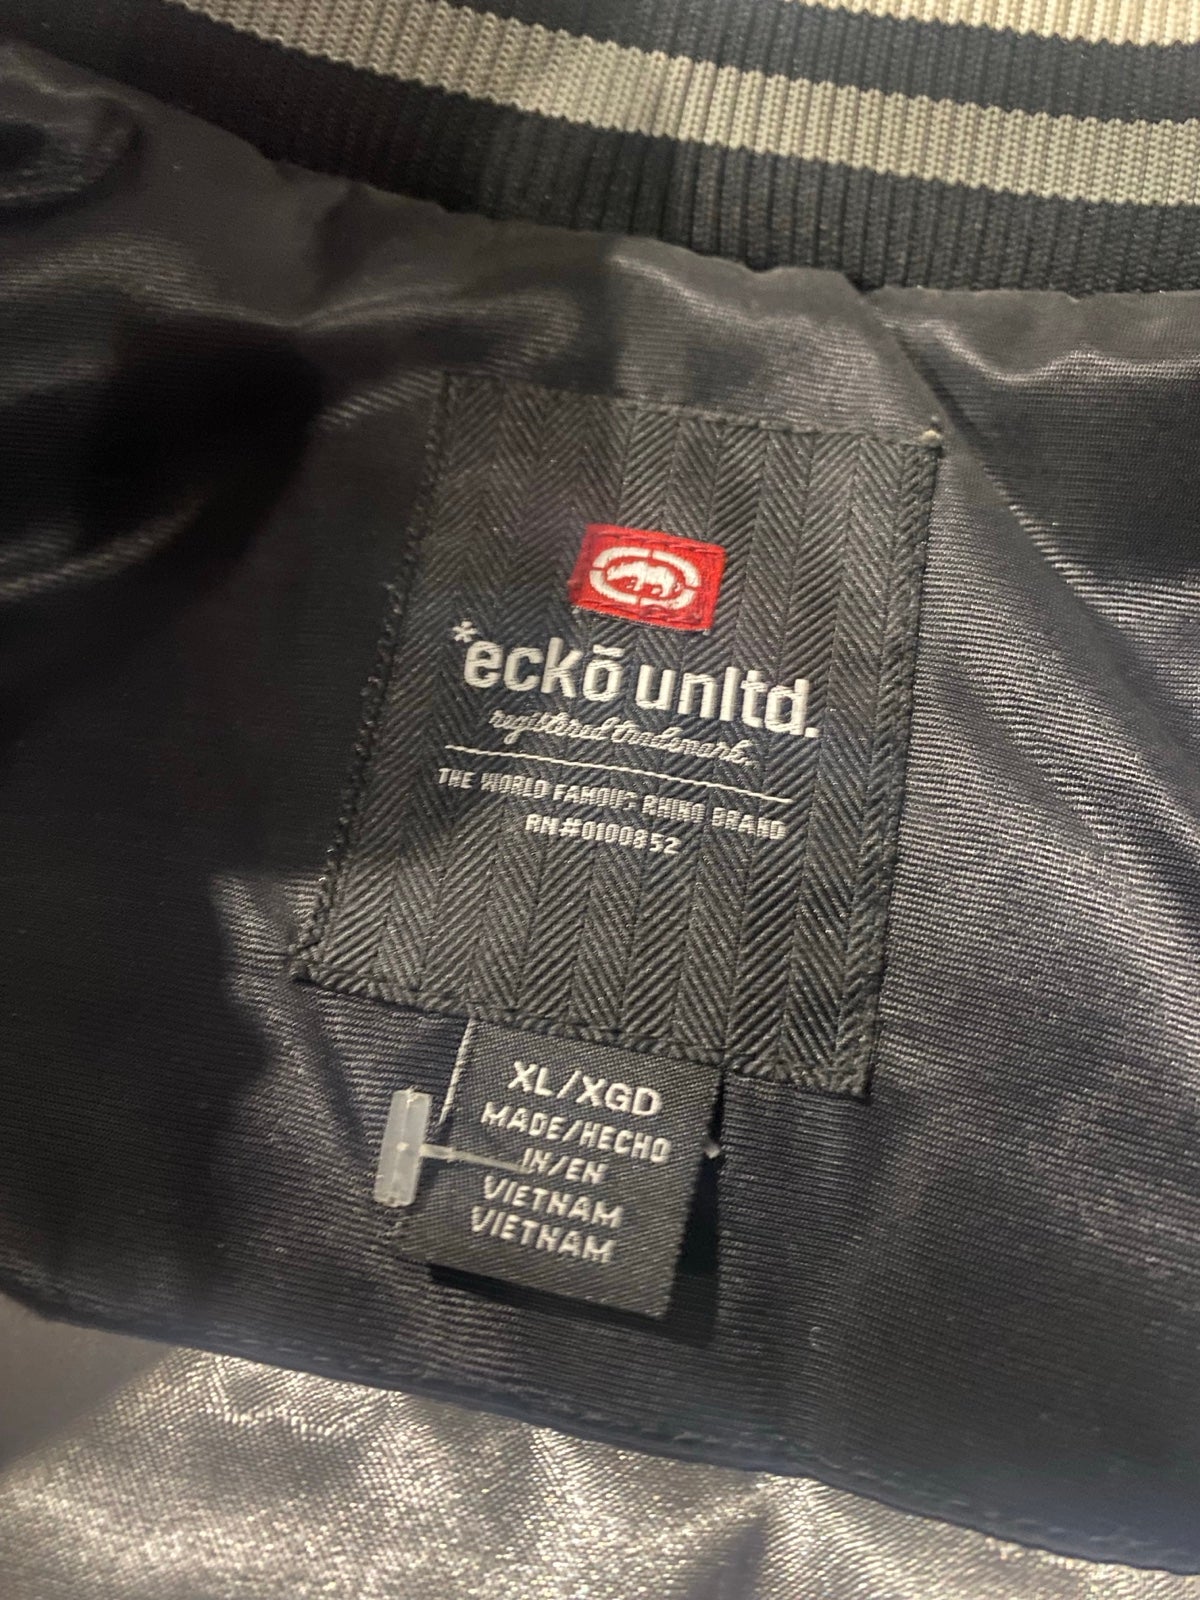 *eckō unltd.
registered trademark.
THE WORLD FAMOUS RHINO BRAND
RN#0100852
XL/XGD
MADE/HECHO
IN/EN
VIETNAM
VIETNAM